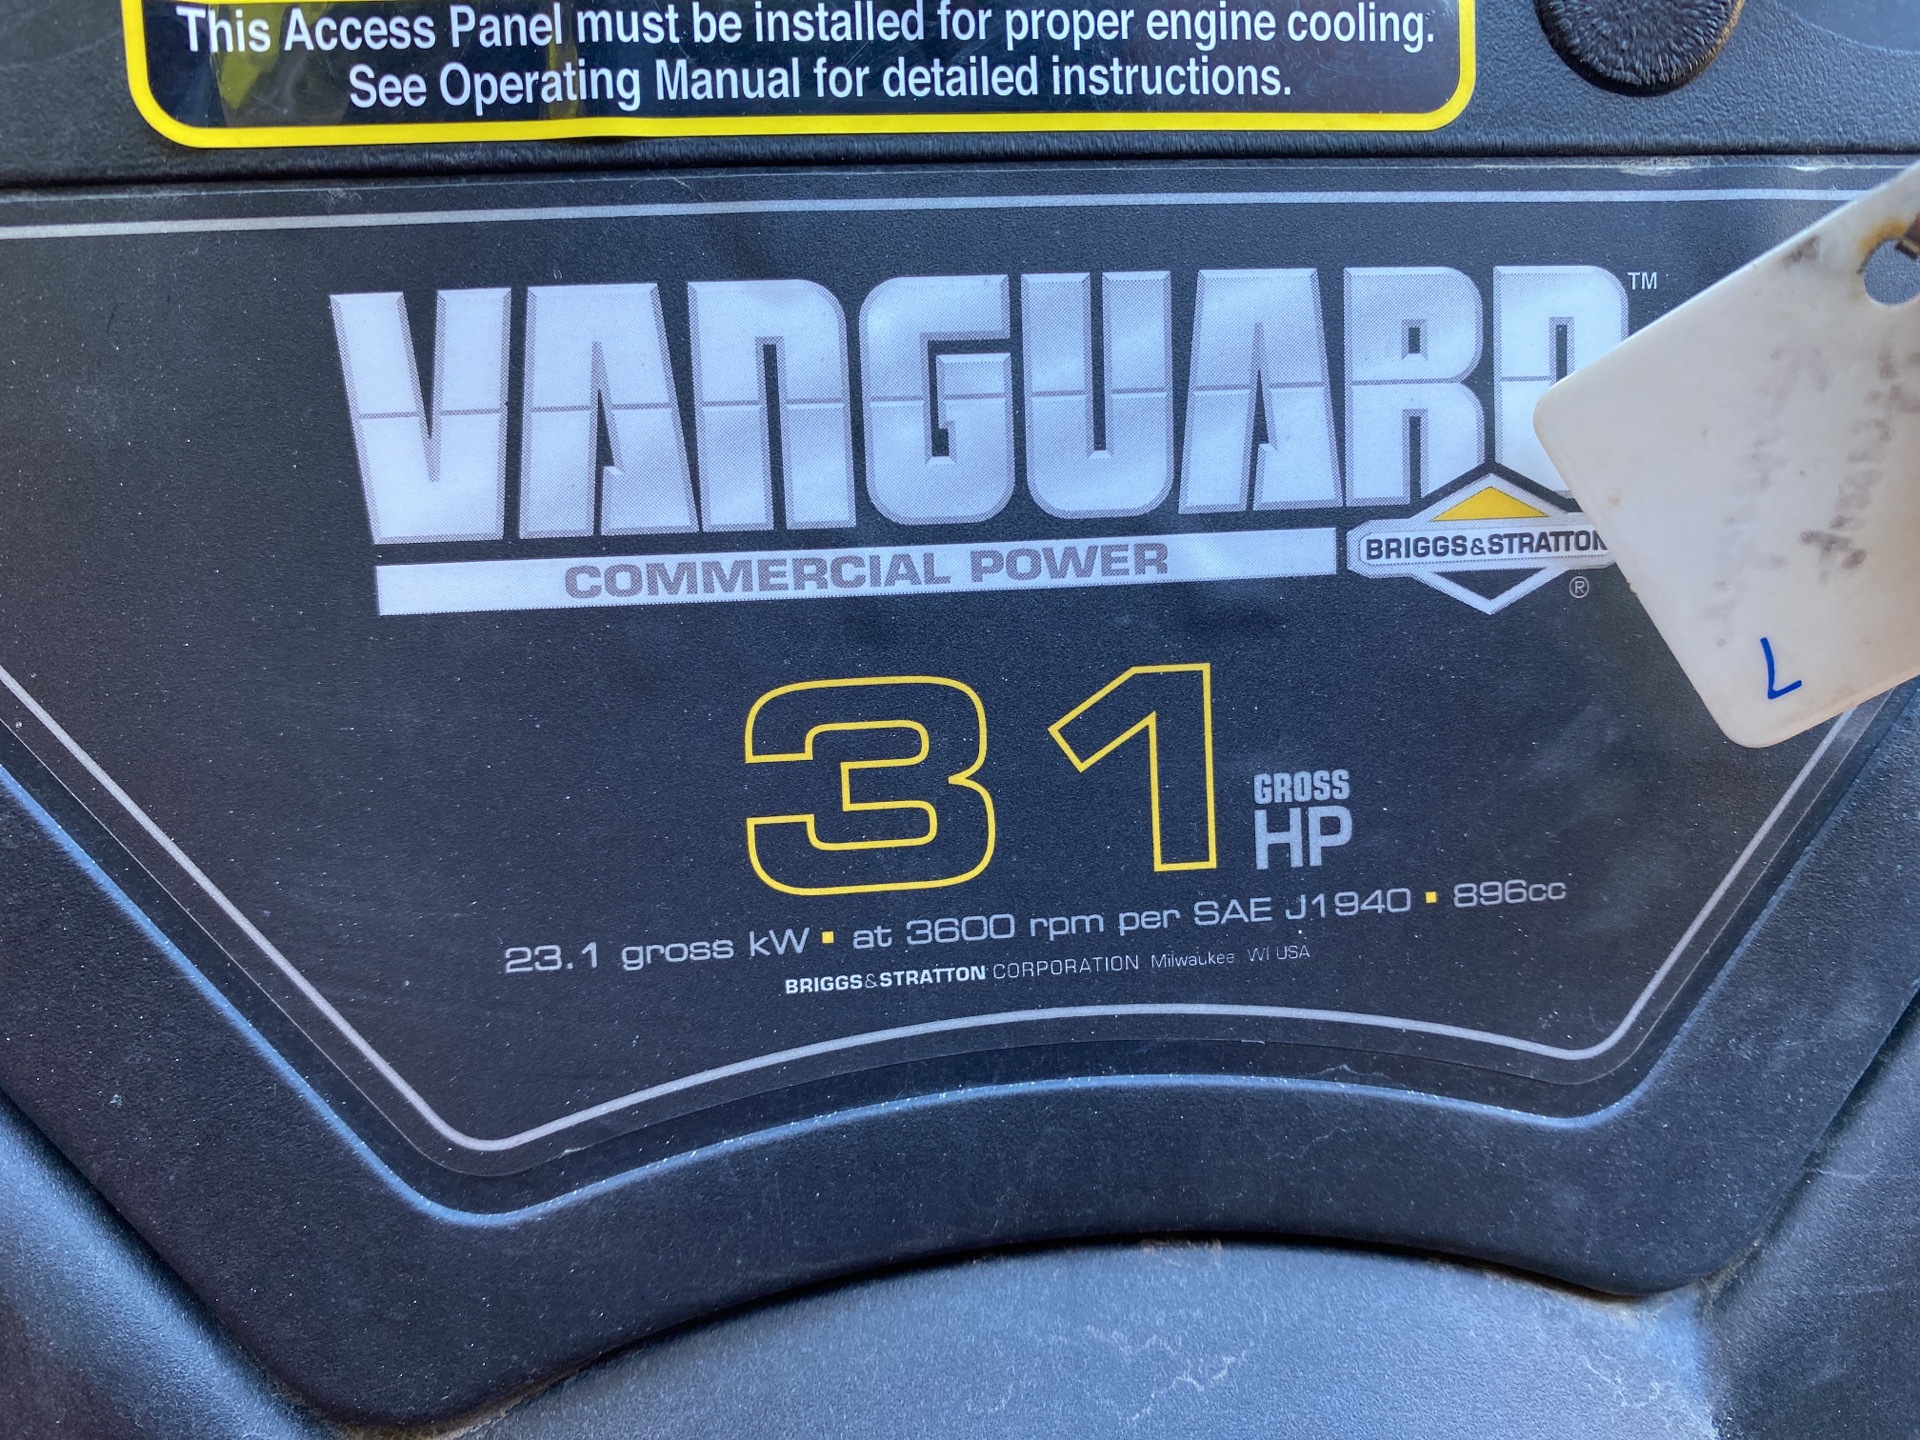 This Access Panel must be installed for proper engine cooling.
See Operating Manual for detailed instructions.
VANGUARD™
COMMERCIAL POWER
BRIGGS&STRATTON
®
31 GROSS HP
23.1 gross kW ▪ at 3600 rpm per SAE J1940 ▪ 896cc
BRIGGS&STRATTON CORPORATION Milwaukee WI USA
L